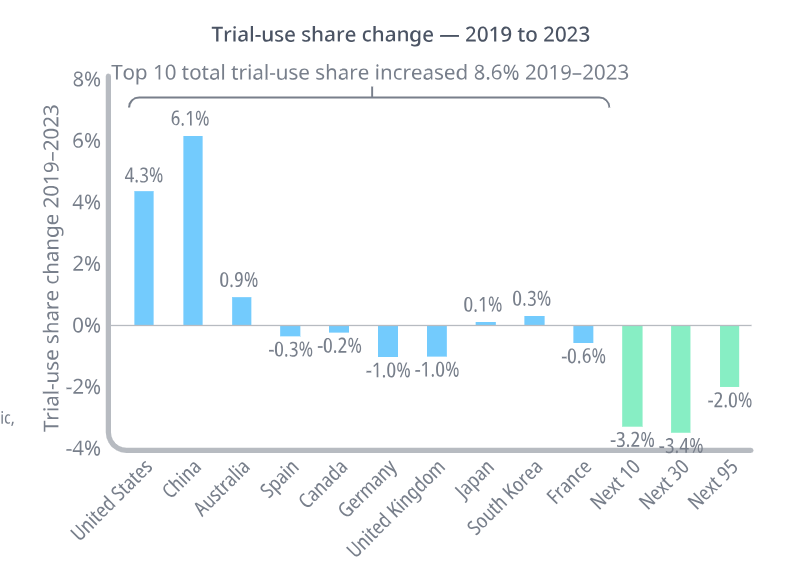 Trial-use share change — 2019 to 2023
Top 10 total trial-use share increased 8.6% 2019–2023
Trial-use share change 2019–2023
8%
6%
4%
2%
0%
-2%
-4%
4.3%
6.1%
0.9%
-0.3%
-0.2%
-1.0%
-1.0%
0.1%
0.3%
-0.6%
-3.2%
-3.4%
-2.0%
United States
China
Australia
Spain
Canada
Germany
United Kingdom
Japan
South Korea
France
Next 10
Next 30
Next 95
ic,